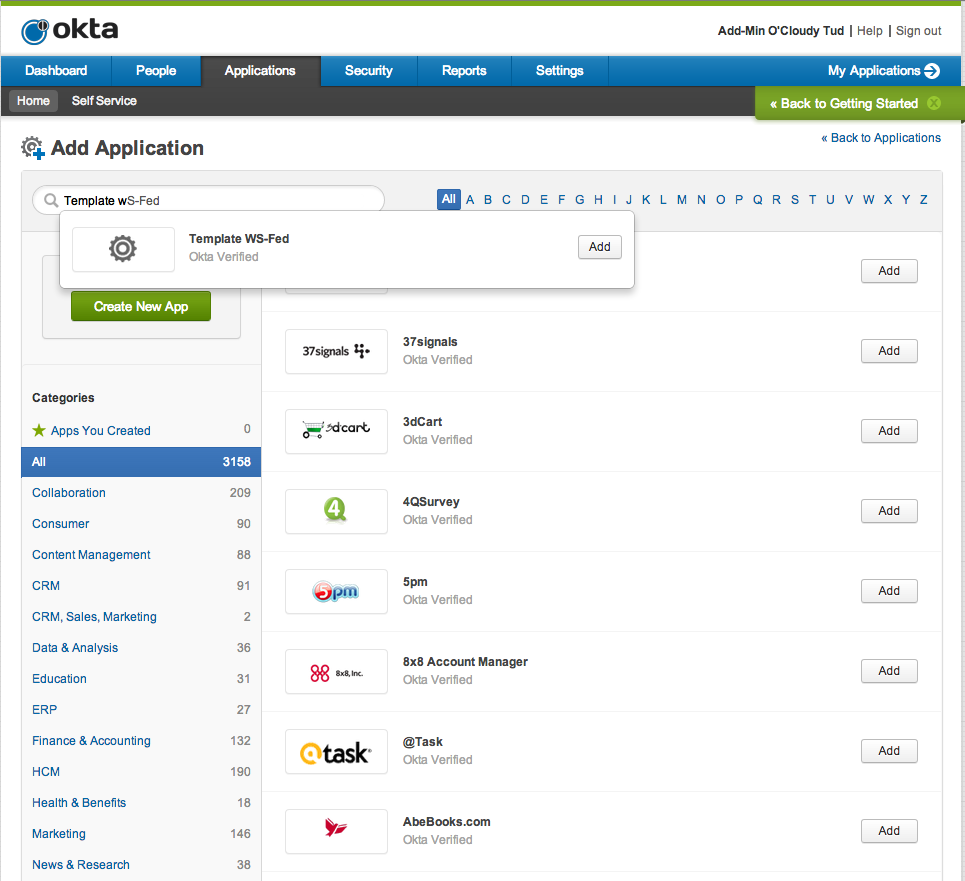 okta
Add-Min O'Cloudy Tud | Help | Sign out
Dashboard People Applications Security Reports Settings My Applications
Home Self Service
« Back to Getting Started
« Back to Applications
Add Application
Template wS-Fed
All A B C D E F G H I J K L M N O P Q R S T U V W X Y Z
Template WS-Fed
Okta Verified
Add
Add
Create New App
37signals
37signals
Okta Verified
Add
Categories
Apps You Created 0
All 3158
Collaboration 209
Consumer 90
Content Management 88
CRM 91
CRM, Sales, Marketing 2
Data & Analysis 36
Education 31
ERP 27
Finance & Accounting 132
HCM 190
Health & Benefits 18
Marketing 146
News & Research 38
3dcart
3dCart
Okta Verified
Add
4
4QSurvey
Okta Verified
Add
5pm
5pm
Okta Verified
Add
8x8, Inc.
8x8 Account Manager
Okta Verified
Add
@task
@Task
Okta Verified
Add
AbeBooks.com
Okta Verified
Add